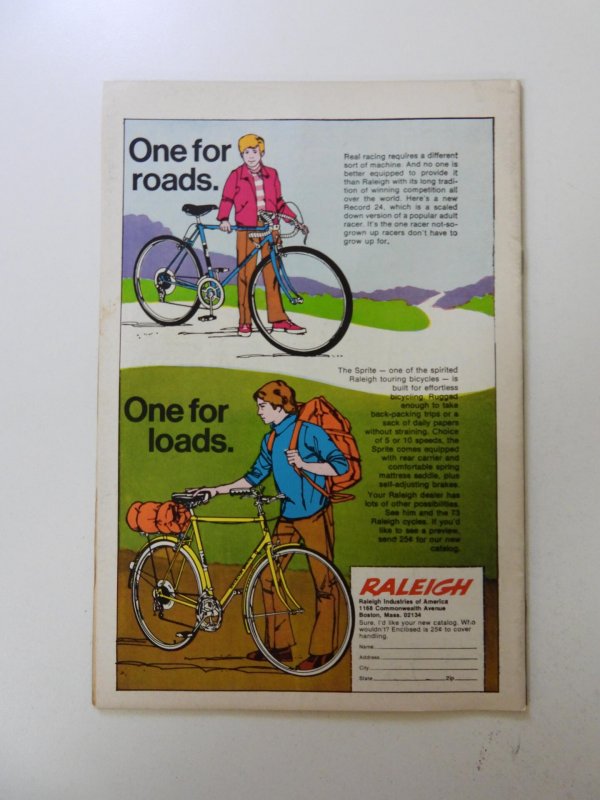 One for
roads.
Real racing requires a different
sort of machine. And no one is
better equipped to provide it
than Raleigh with its long tradi-
tion of winning competition all
over the world. Here's a new
Record 24, which is a scaled
down version of a popular adult
racer. It's the one racer not-so-
grown up racers don't have to
grow up for.
The Sprite — one of the spirited
Raleigh touring bicycles — is
built for effortless
bicycling. Rugged
enough to take
back-packing trips or a
sack of daily papers
without straining. Choice
of 5 or 10 speeds, the
Sprite comes equipped
with rear carrier and
comfortable spring
mattress saddle, plus
self-adjusting brakes.
Your Raleigh dealer has
lots of other possibilities.
See him and the 73
Raleigh cycles. If you'd
like to see a preview,
send 25¢ for our new
catalog.
One for
loads.
RALEIGH
Raleigh Industries of America
1168 Commonwealth Avenue
Boston, Mass. 02134
Sure, I'd like your new catalog. Who
wouldn't? Enclosed is 25¢ to cover
handling.
Name
Address
City
State Zip